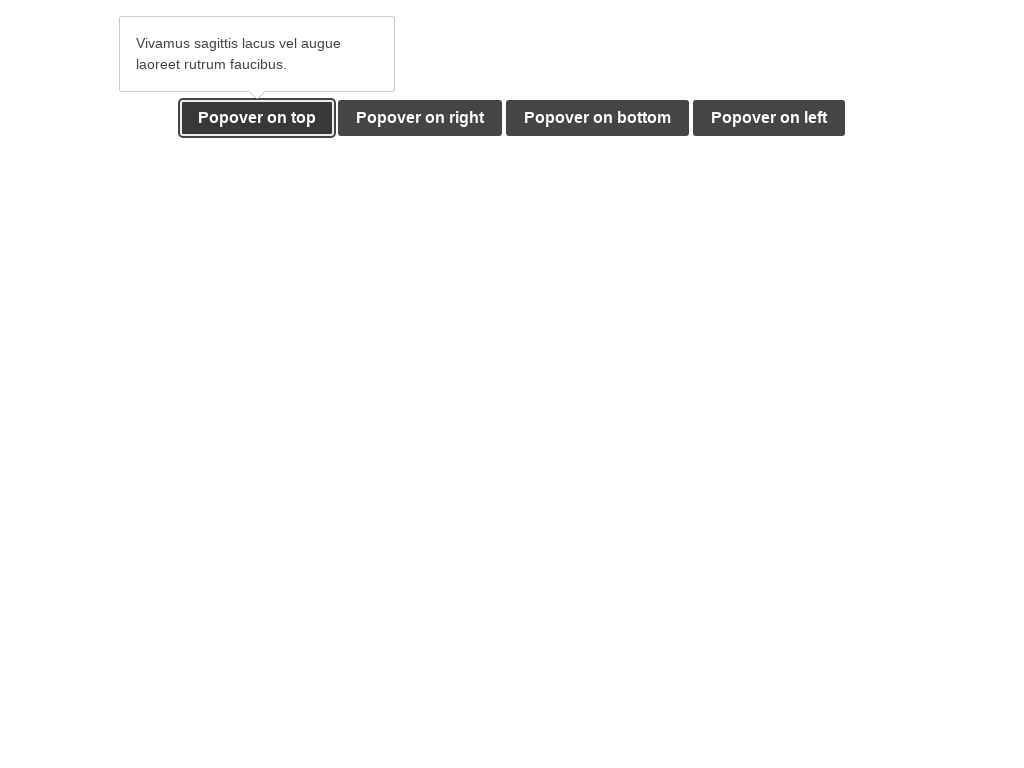 Vivamus sagittis lacus vel augue
laoreet rutrum faucibus.
Popover on top
Popover on right
Popover on bottom
Popover on left